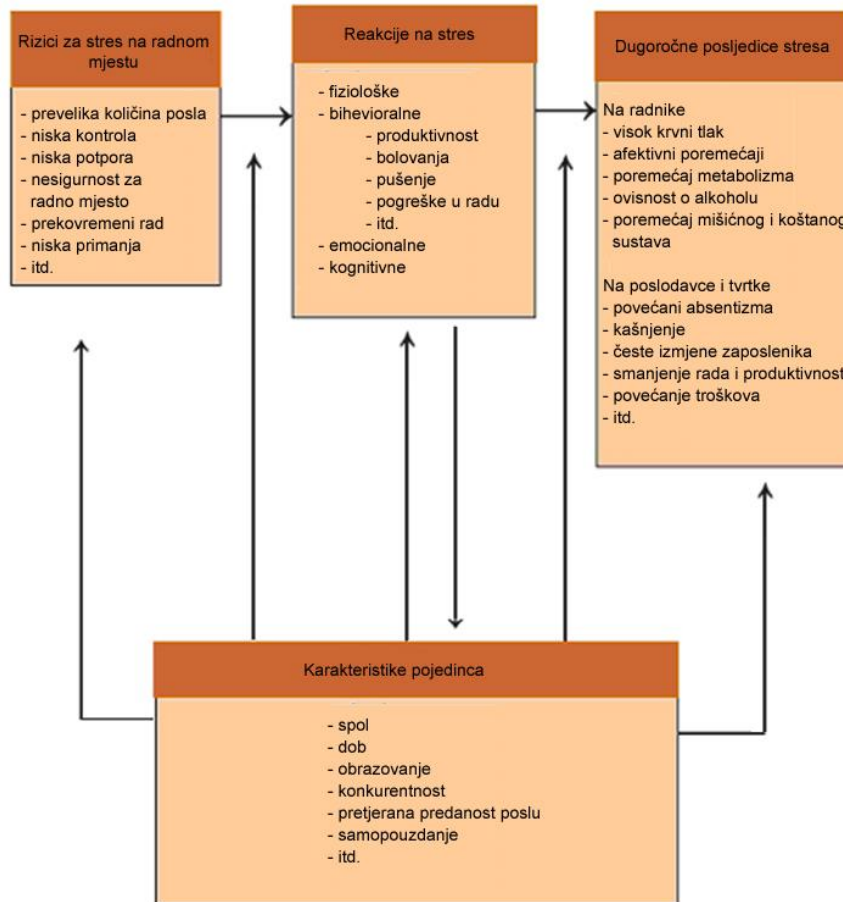 Rizici za stres na radnom
mjestu
- prevelika količina posla
- niska kontrola
- niska potpora
- nesigurnost za
radno mjesto
- prekovremeni rad
- niska primanja
- itd.
Reakcije na stres
- fiziološke
- bihevioralne
- produktivnost
- bolovanja
- pušenje
- pogreške u radu
- itd.
- emocionalne
- kognitivne
Dugoročne posljedice stresa
Na radnike
- visok krvni tlak
- afektivni poremećaji
- poremećaj metabolizma
- ovisnost o alkoholu
- poremećaj mišićnog i koštanog
sustava
Na poslodavce i tvrtke
- povećani absentizma
- kašnjenje
- česte izmjene zaposlenika
- smanjenje rada i produktivnost
- povećanje troškova
- itd.
Karakteristike pojedinca
- spol
- dob
- obrazovanje
- konkurentnost
- pretjerana predanost poslu
- samopouzdanje
- itd.